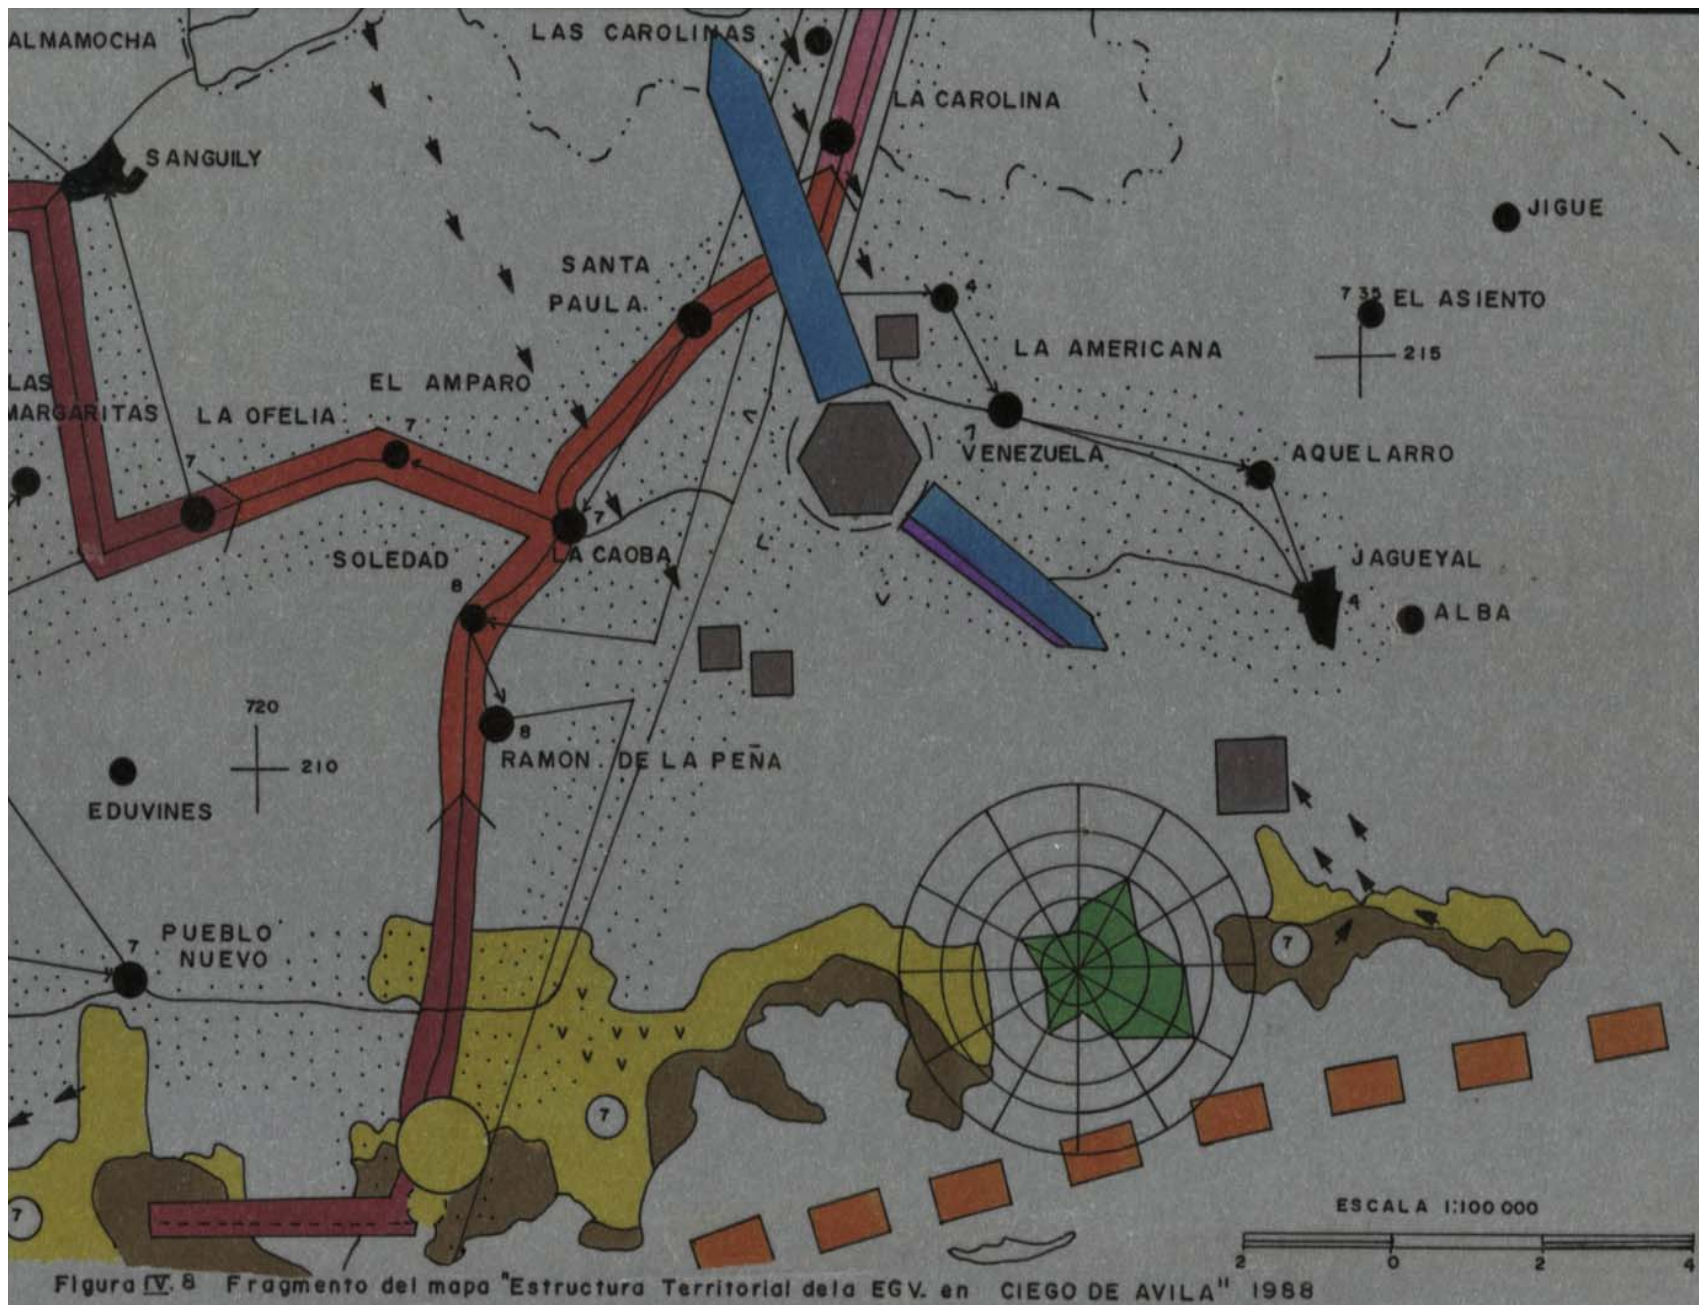 ALMAMOCHA
LAS CAROLINAS
LA CAROLINA
SANGUILY
JIGUE
SANTA
PAULA
4
7 35
EL ASIENTO
215
LA AMERICANA
EL AMPARO
LAS
MARGARITAS
LA OFELIA
7
7
7
VENEZUELA
AQUELARRO
7
SOLEDAD
LA CAOBA
JAGUEYAL
8
4
ALBA
720
210
8
RAMON DE LA PEÑA
EDUVINES
PUEBLO
NUEVO
7
7
7
7
ESCALA 1:100 000
2 0 2 4
Figura IV. 8 Fragmento del mapa "Estructura Territorial dela EGV. en CIEGO DE AVILA" 1988